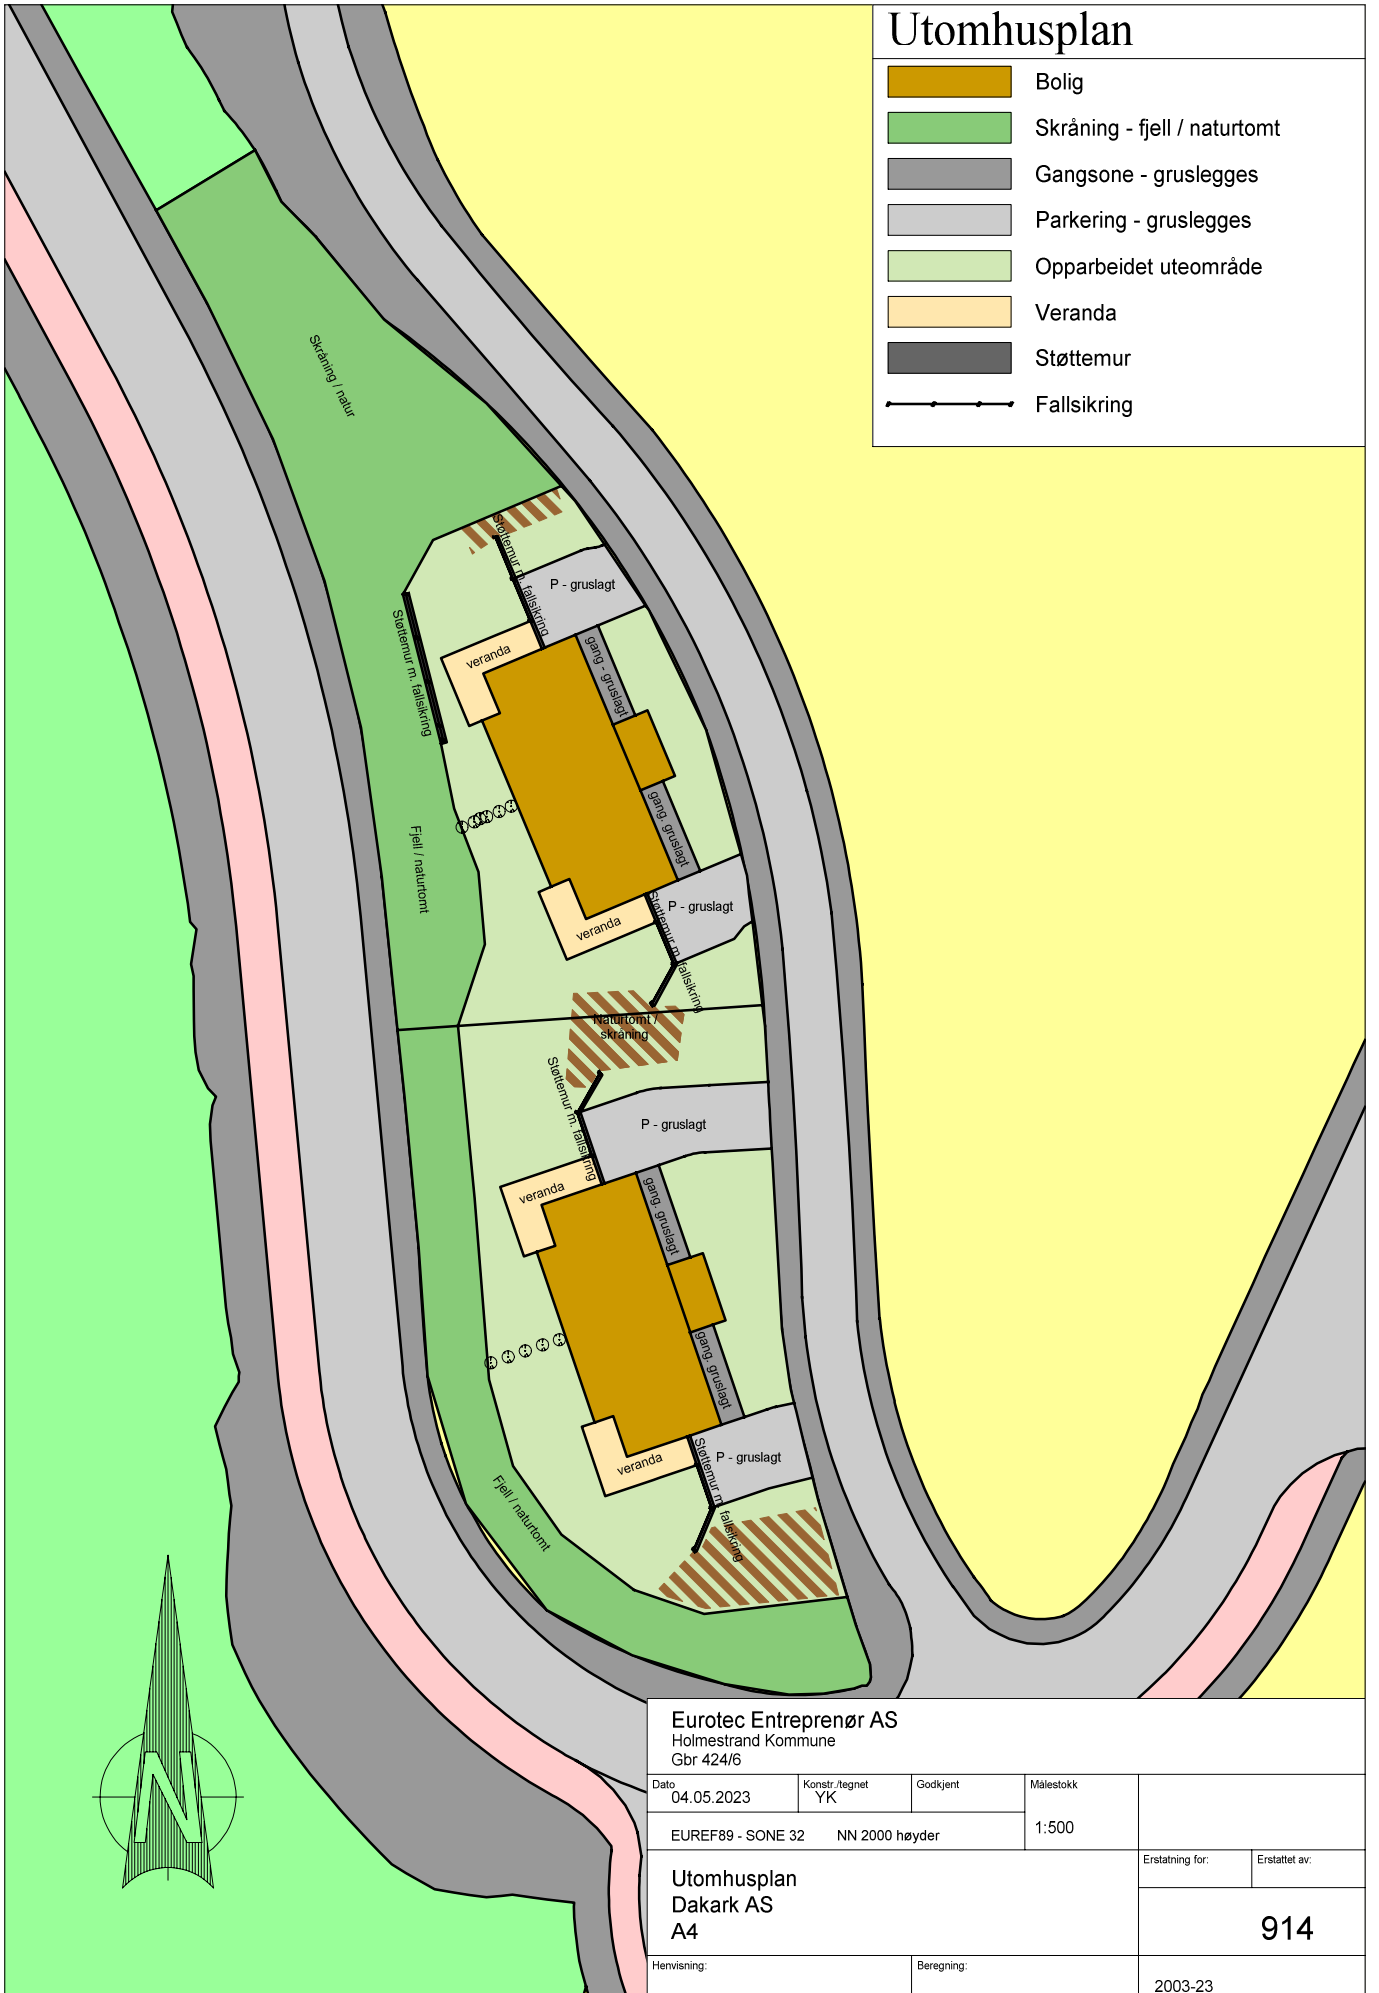 Utomhusplan
Bolig
Skråning - fjell / naturtomt
Gangsone - gruslegges
Parkering - gruslegges
Opparbeidet uteområde
Veranda
Støttemur
Fallsikring
Skråning / natur
Støttemur m. fallsikring
P - gruslagt
Støttemur m. fallsikring
veranda
gang - gruslagt
gang. gruslagt
Fjell / naturtomt
P - gruslagt
veranda
Støttemur m. fallsikring
Naturtomt /
skråning
Støttemur m. fallsikring
P - gruslagt
veranda
gang. gruslagt
gang. gruslagt
P - gruslagt
veranda
Støttemur m. fallsikring
Fjell / naturtomt
N
Eurotec Entreprenør AS
Holmestrand Kommune
Gbr 424/6
Dato
04.05.2023
Konstr./tegnet
YK
Godkjent
Målestokk
1:500
EUREF89 - SONE 32 NN 2000 høyder
Utomhusplan
Dakark AS
A4
Erstatning for:
Erstattet av:
914
Henvisning:
Beregning:
2003-23